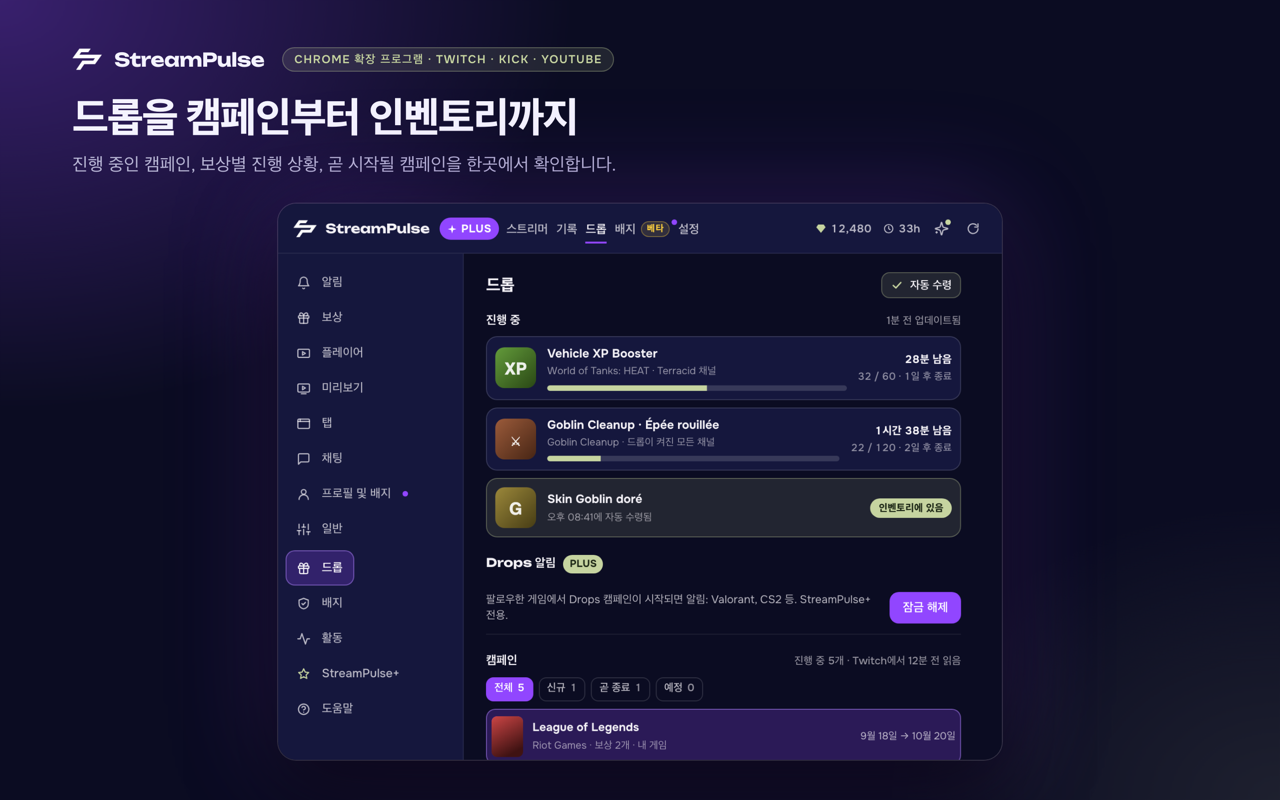 StreamPulse
CHROME 확장 프로그램 · TWITCH · KICK · YOUTUBE
드롭을 캠페인부터 인벤토리까지
진행 중인 캠페인, 보상별 진행 상황, 곧 시작될 캠페인을 한곳에서 확인합니다.
StreamPulse
PLUS
스트리머
기록
드롭
배지
베타
설정
12,480
33h
알림
보상
플레이어
미리보기
탭
채팅
프로필 및 배지
일반
드롭
배지
활동
StreamPulse+
도움말
드롭
자동 수령
진행 중
1분 전 업데이트됨
XP
Vehicle XP Booster
World of Tanks: HEAT · Terracid 채널
28분 남음
32 / 60 · 1일 후 종료
Goblin Cleanup · Épée rouillée
Goblin Cleanup · 드롭이 켜진 모든 채널
1시간 38분 남음
22 / 120 · 2일 후 종료
G
Skin Goblin doré
오후 08:41에 자동 수령됨
인벤토리에 있음
Drops 알림
PLUS
팔로우한 게임에서 Drops 캠페인이 시작되면 알림: Valorant, CS2 등. StreamPulse+
전용.
잠금 해제
캠페인
진행 중 5개 · Twitch에서 12분 전 읽음
전체 5
신규 1
곧 종료 1
예정 0
League of Legends
Riot Games · 보상 2개 · 내 게임
9월 18일 → 10월 20일